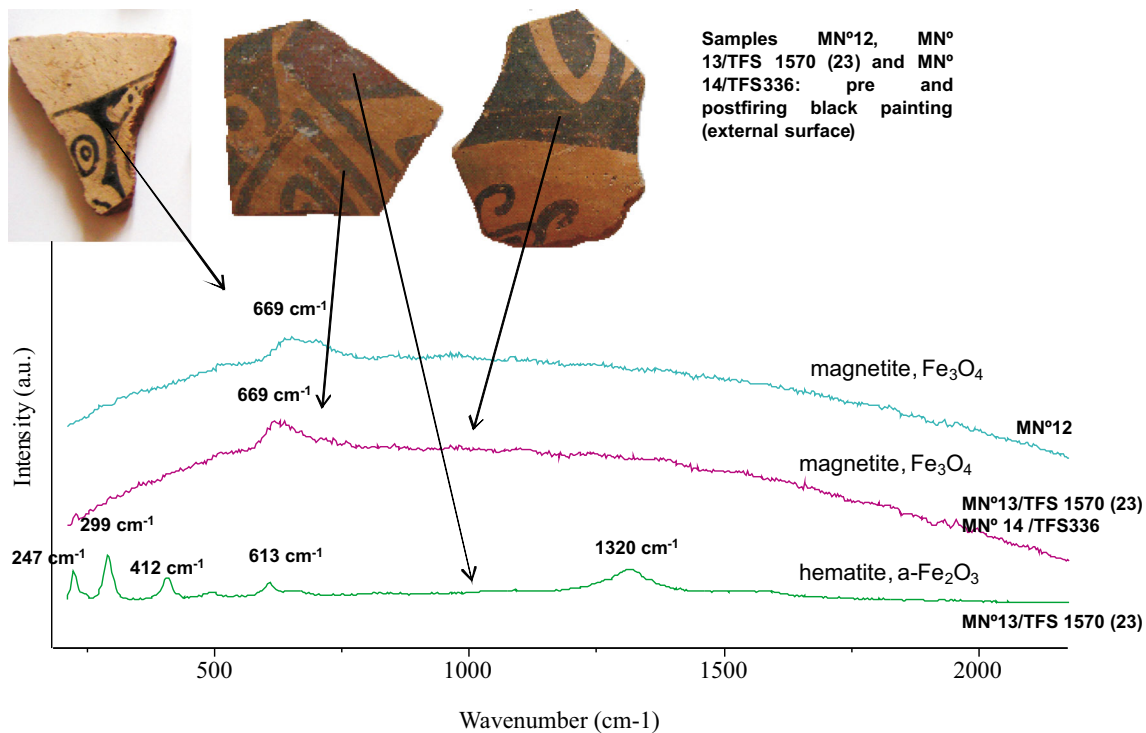 Samples MNº12, MNº
13/TFS 1570 (23) and MNº
14/TFS336: pre and
postfiring black painting
(external surface)
669 cm-1
magnetite, Fe3O4
MNº12
669 cm-1
magnetite, Fe3O4
MNº13/TFS 1570 (23)
MNº 14 /TFS336
299 cm-1
247 cm-1
412 cm-1
613 cm-1
1320 cm-1
hematite, a-Fe2O3
MNº13/TFS 1570 (23)
Intensity (a.u.)
500
1000
1500
2000
Wavenumber (cm-1)